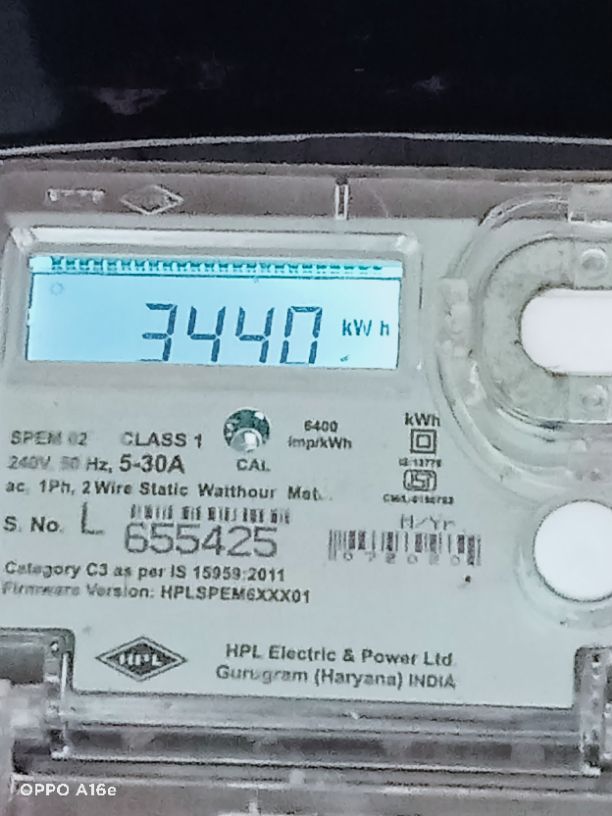 3440 kWh
SPEM 02 CLASS 1
6400 imp/kWh
kWh
240V, 50 Hz, 5-30A
CAL
IS 13779
ac, 1Ph, 2 Wire Static Watthour Met.
S. No. L 655425
M/Yr
Category C3 as per IS 15959:2011
Firmware Version: HPLSPEM6XXX01
HPL
HPL Electric & Power Ltd
Gurugram (Haryana) INDIA
OPPO A16e